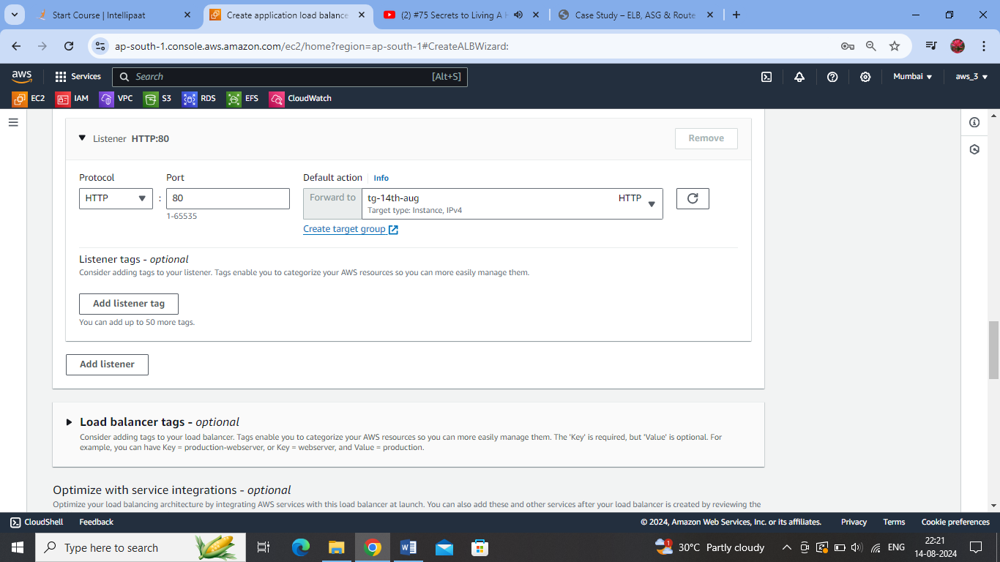 Start Course | Intellipaat
Create application load balance
(2) #75 Secrets to Living A H
Case Study – ELB, ASG & Route
ap-south-1.console.aws.amazon.com/ec2/home?region=ap-south-1#CreateALBWizard:
aws
Services
Search
[Alt+S]
Mumbai
aws_3
EC2
IAM
VPC
S3
RDS
EFS
CloudWatch
Listener HTTP:80
Remove
Protocol
Port
Default action
Info
HTTP
:
80
Forward to
tg-14th-aug
HTTP
Target type: Instance, IPv4
1-65535
Create target group
Listener tags - optional
Consider adding tags to your listener. Tags enable you to categorize your AWS resources so you can more easily manage them.
Add listener tag
You can add up to 50 more tags.
Add listener
Load balancer tags - optional
Consider adding tags to your load balancer. Tags enable you to categorize your AWS resources so you can more easily manage them. The 'Key' is required, but 'Value' is optional. For
example, you can have Key = production-webserver, or Key = webserver, and Value = production.
Optimize with service integrations - optional
Optimize your load balancing architecture by integrating AWS services with this load balancer at launch. You can also add these and other services after your load balancer is created by reviewing the
CloudShell
Feedback
© 2024, Amazon Web Services, Inc. or its affiliates.
Privacy
Terms
Cookie preferences
Type here to search
1
30°C Partly cloudy
ENG
22:21
14-08-2024